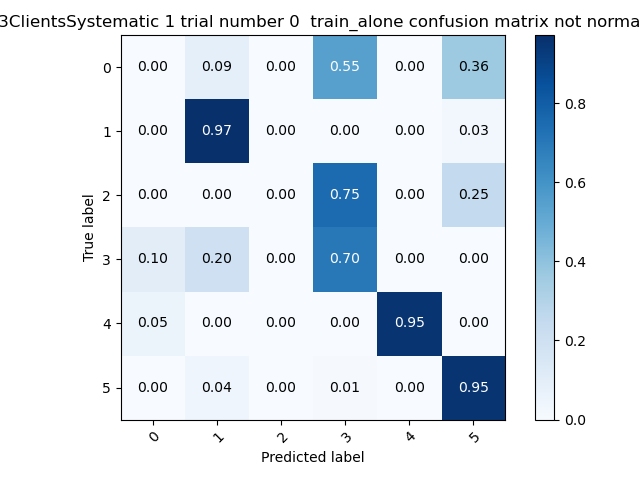 3ClientsSystematic 1 trial number 0  train_alone confusion matrix not norma
True label
0 0.00 0.09 0.00 0.55 0.00 0.36
1 0.00 0.97 0.00 0.00 0.00 0.03
2 0.00 0.00 0.00 0.75 0.00 0.25
3 0.10 0.20 0.00 0.70 0.00 0.00
4 0.05 0.00 0.00 0.00 0.95 0.00
5 0.00 0.04 0.00 0.01 0.00 0.95
0 1 2 3 4 5
Predicted label
0.8
0.6
0.4
0.2
0.0